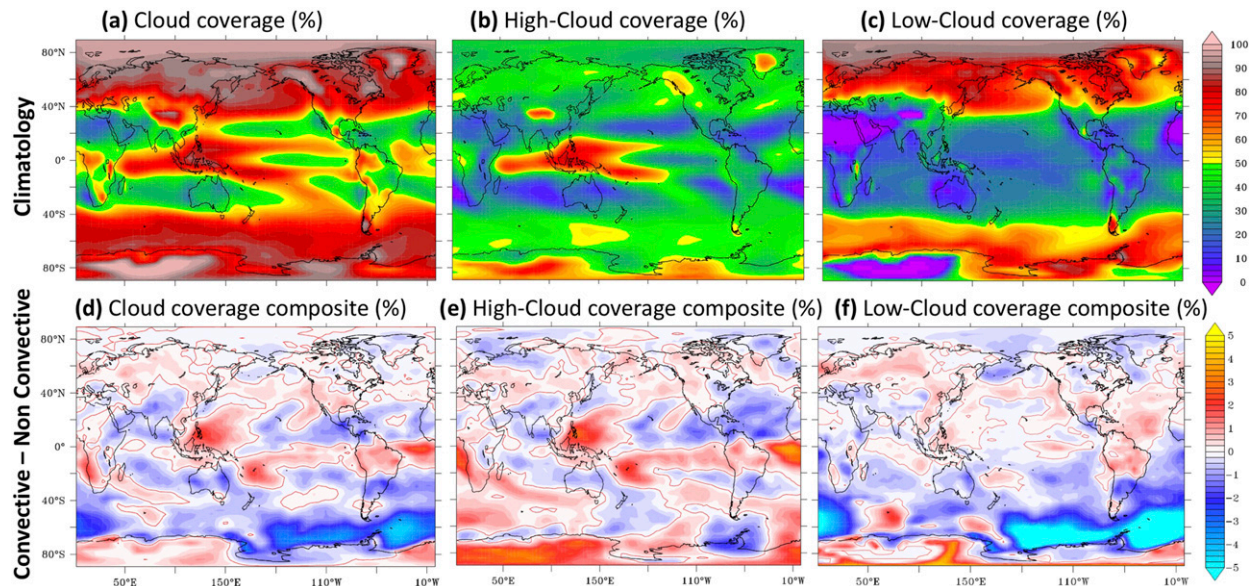 (a) Cloud coverage (%)
(b) High-Cloud coverage (%)
(c) Low-Cloud coverage (%)
Climatology
80°N
40°N
0°
40°S
80°S
100
90
80
70
60
50
40
30
20
10
0
(d) Cloud coverage composite (%)
(e) High-Cloud coverage composite (%)
(f) Low-Cloud coverage composite (%)
Convective – Non Convective
80°N
40°N
0°
40°S
80°S
5
4
3
2
1
0
-1
-2
-3
-4
-5
50°E 150°E 110°W 10°W
50°E 150°E 110°W 10°W
50°E 150°E 110°W 10°W